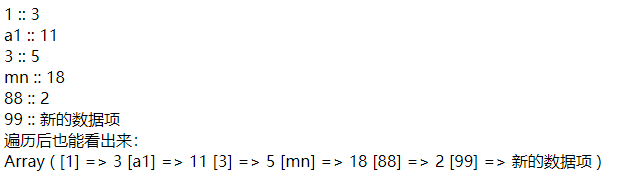 1 :: 3
a1 :: 11
3 :: 5
mn :: 18
88 :: 2
99 :: 新的数据项
遍历后也能看出来：
Array ( [1] => 3 [a1] => 11 [3] => 5 [mn] => 18 [88] => 2 [99] => 新的数据项 )